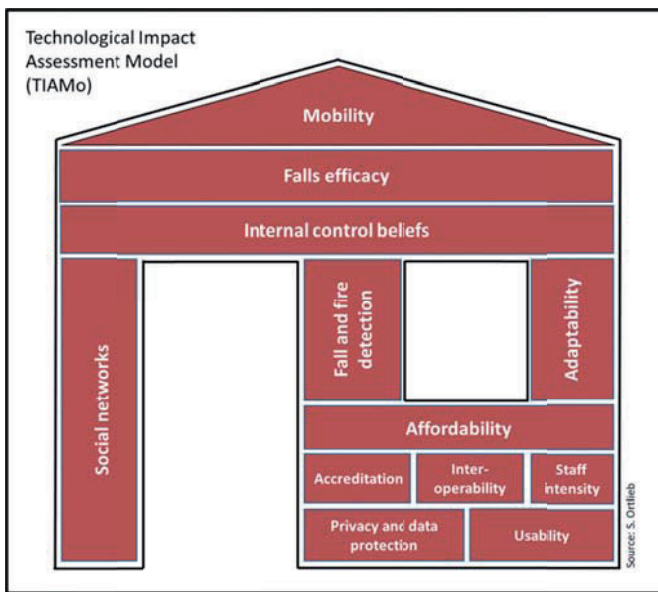 Technological Impact
Assessment Model
(TIAMo)
Mobility
Falls efficacy
Internal control beliefs
Social networks
Fall and fire
detection
Adaptability
Affordability
Accreditation
Inter-
operability
Staff
intensity
Privacy and data
protection
Usability
Source: S. Ortlieb